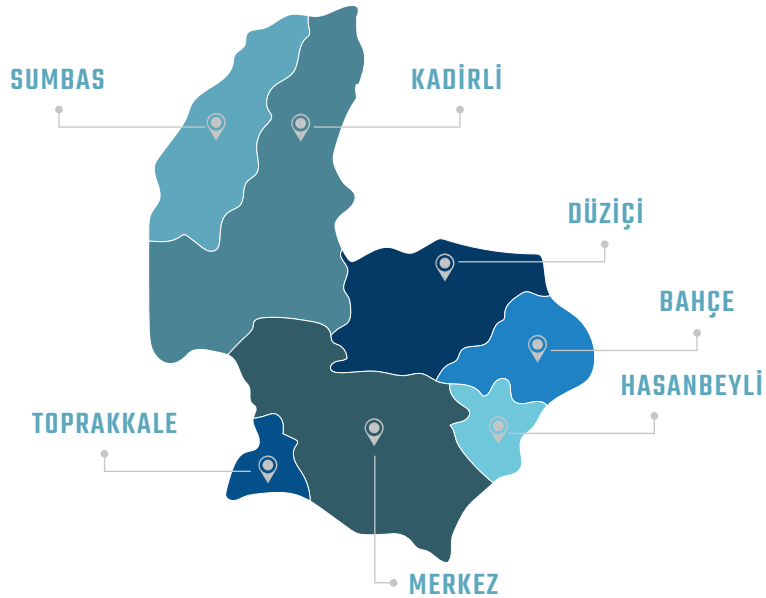 SUMBAS
KADİRLİ
DÜZİÇİ
BAHÇE
HASANBEYLİ
TOPRAKKALE
MERKEZ